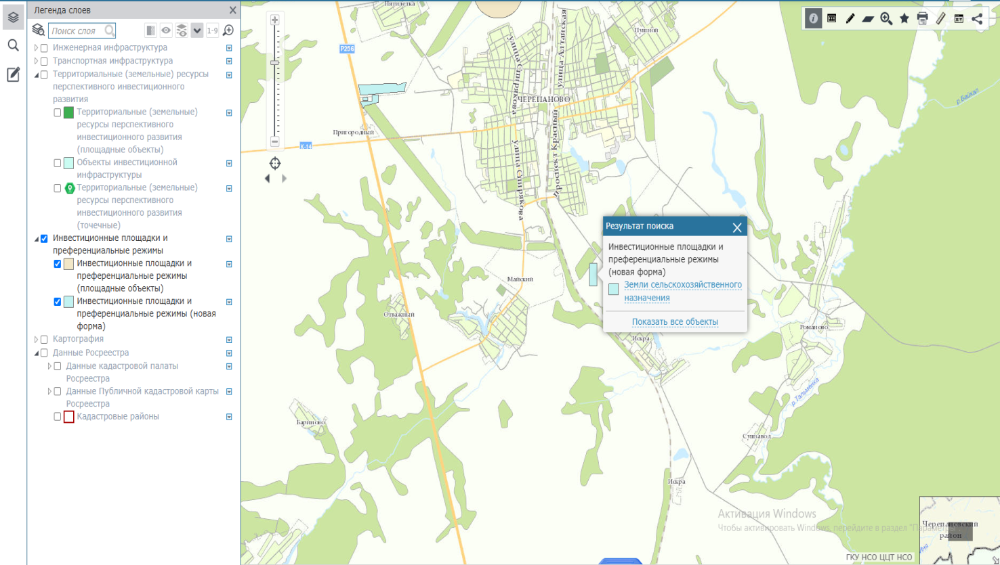 Легенда слоев
Поиск слоя
1-9
Инженерная инфраструктура
Транспортная инфраструктура
Территориальные (земельные) ресурсы
перспективного инвестиционного
развития
Территориальные (земельные)
ресурсы перспективного
инвестиционного развития
(площадные объекты)
Объекты инвестиционной
инфраструктуры
Территориальные (земельные)
ресурсы перспективного
инвестиционного развития
(точечные)
Инвестиционные площадки и
преференциальные режимы
Инвестиционные площадки и
преференциальные режимы
(площадные объекты)
Инвестиционные площадки и
преференциальные режимы (новая
форма)
Картография
Данные Росреестра
Данные кадастровой палаты
Росреестра
Данные Публичной кадастровой карты
Росреестра
Кадастровые районы
Пятилетка
Пушной
P256
улица Спирякова
улица Алтайская
ЧЕРЕПАНОВО
р.Байкал
Пригородный
К-14
улица Спирякова
проспект Красный
Результат поиска
Инвестиционные площадки и
преференциальные режимы
(новая форма)
Земли сельскохозяйственного
назначения
Показать все объекты
Майский
Отважный
Романово
Искра
р.Тальменка
Бариново
Сушзавод
Искра
Активация Windows
Чтобы активировать Windows, перейдите в раздел "Параметры
Черепановский
район
Иня
ГКУ НСО ЦЦТ НСО